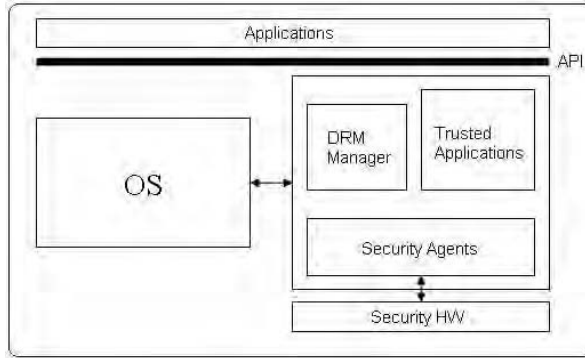 Applications
API
OS
DRM
Manager
Trusted
Applications
Security Agents
Security HW